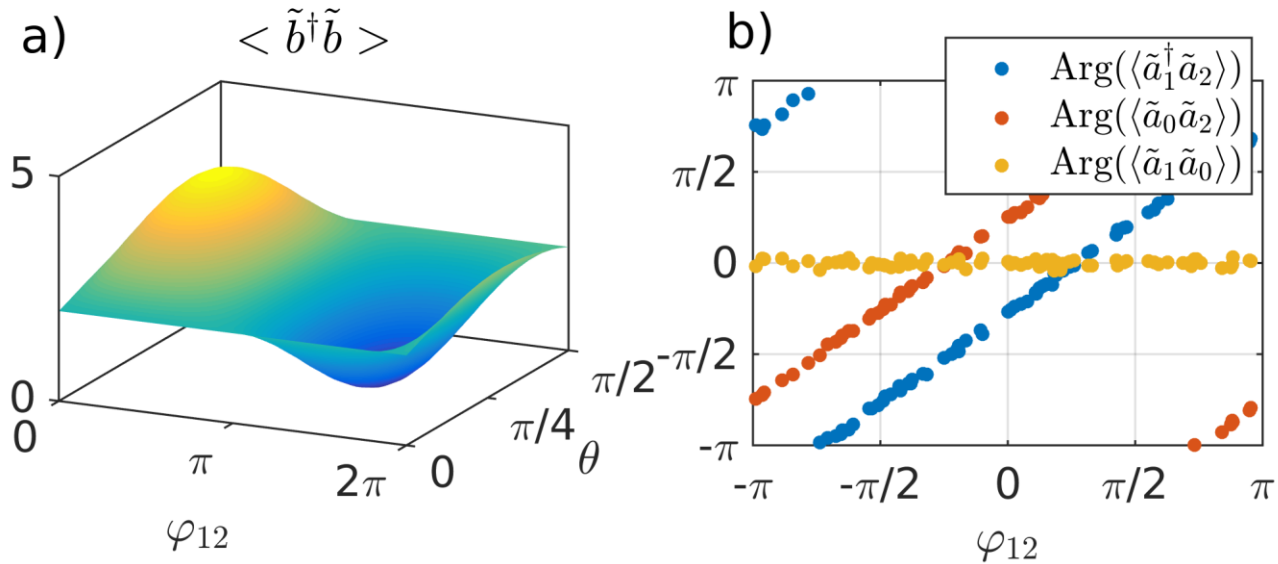 a)
< b̃†b̃ >
5
0
0
π
2π
0
π/4
π/2
θ
φ₁₂
b)
Arg(⟨ã₁†ã₂⟩)
Arg(⟨ã₀ã₂⟩)
Arg(⟨ã₁ã₀⟩)
π
π/2
0
-π/2
-π
-π
-π/2
0
π/2
π
φ₁₂